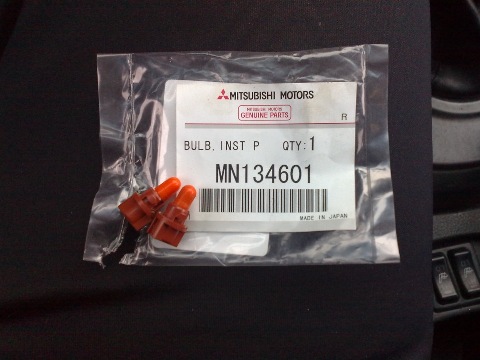 MITSUBISHI MOTORS
MITSUBISHI MOTORS
GENUINE PARTS
R
BULB, INST P QTY:1
MN134601
MADE IN JAPAN